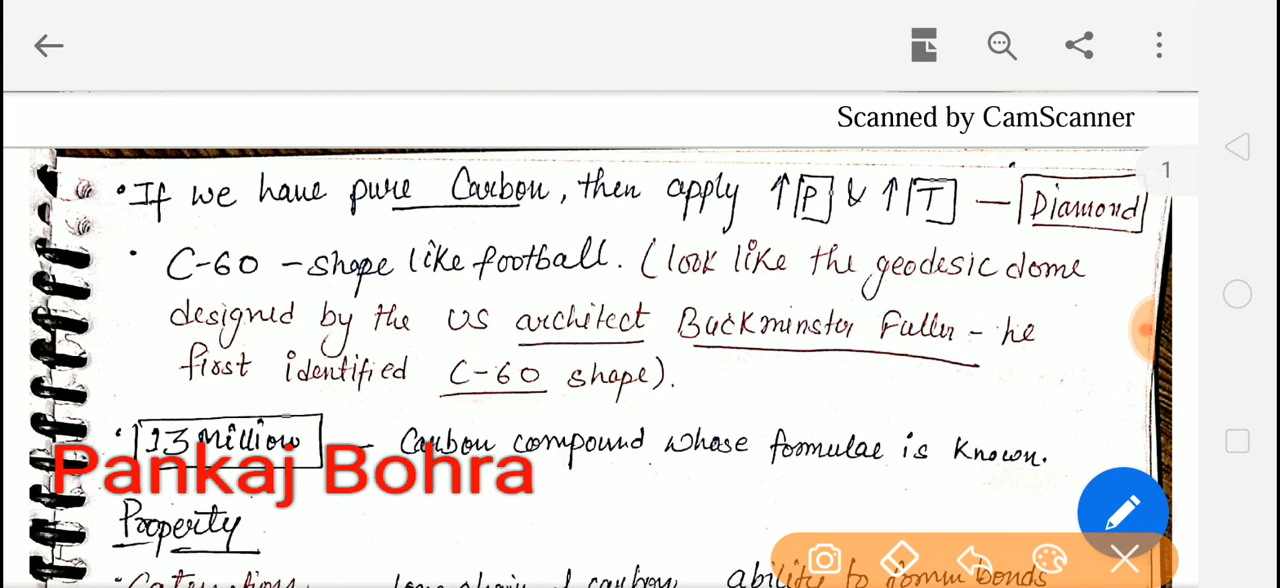 Scanned by CamScanner
1
• If we have pure Carbon, then apply ↑[P] & ↑[T] — Diamond
• C-60 - shape like football. (look like the geodesic dome
designed by the US architect Buckminster Fuller - he
first identified C-60 shape).
• 13 Million - Carbon compound whose formulae is known.
Pankaj Bohra
Property
• Catenation ability to form bonds